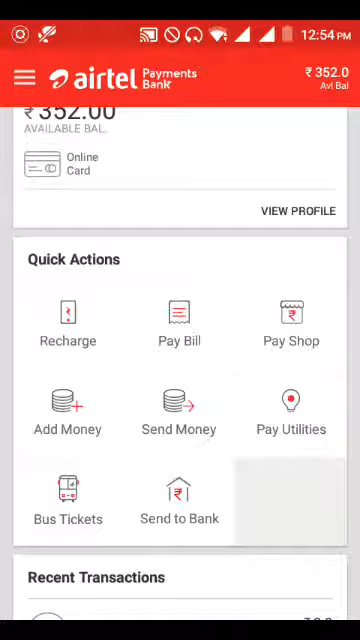 12:54 PM
airtel Payments Bank
₹ 352.0
Avl Bal
₹ 352.00
AVAILABLE BAL.
Online
Card
VIEW PROFILE
Quick Actions
Recharge
Pay Bill
Pay Shop
Add Money
Send Money
Pay Utilities
Bus Tickets
Send to Bank
Recent Transactions